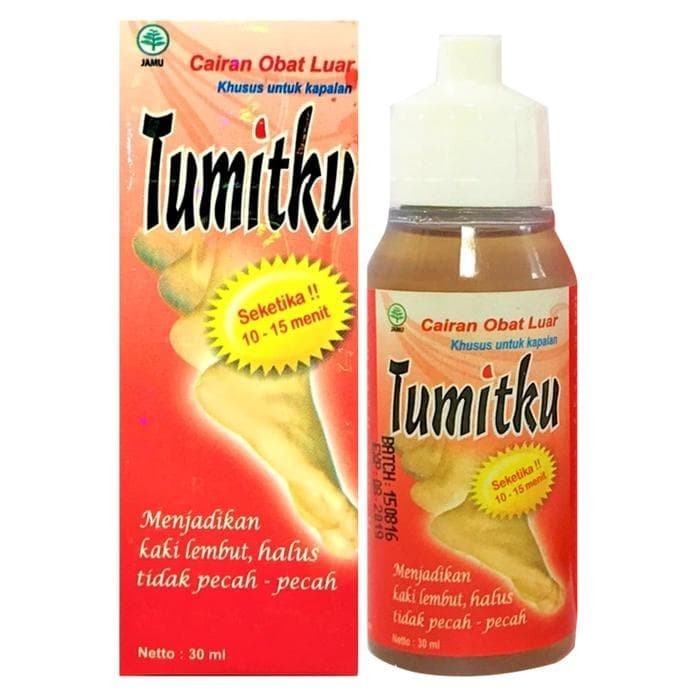 JAMU
Cairan Obat Luar
Khusus untuk kapalan
Tumitku
Seketika !!
10 - 15 menit
Menjadikan
kaki lembut, halus
tidak pecah - pecah
Netto : 30 ml
JAMU
Cairan Obat Luar
Khusus untuk kapalan
Tumitku
BATCH : 150816
EXP 08 2019
Seketika !!
10 - 15 menit
Menjadikan
kaki lembut, halus
tidak pecah - pecah
Netto : 30 ml